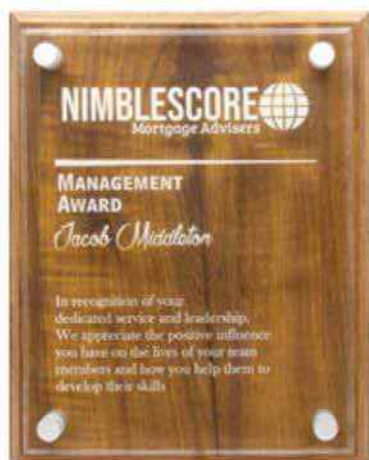 NIMBLESCORE
Mortgage Advisers
MANAGEMENT
AWARD
Jacob Middleton
In recognition of your
dedicated service and leadership,
We appreciate the positive influence
you have on the lives of your team
members and how you help them to
develop their skills